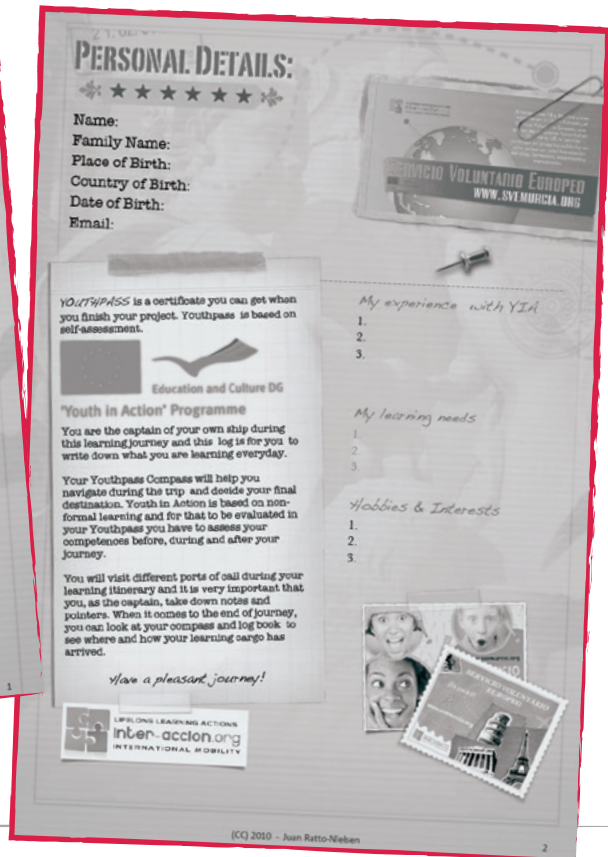 PERSONAL DETAILS:
Name:
Family Name:
Place of Birth:
Country of Birth:
Date of Birth:
Email:
SERVICIO VOLUNTARIO EUROPEO
WWW.SVEMURCIA.ORG
YOUTHPASS is a certificate you can get when
you finish your project. Youthpass is based on
self-assessment.
Education and Culture DG
'Youth in Action' Programme
You are the captain of your own ship during
this learning journey and this log is for you to
write down what you are learning everyday.
Your Youthpass Compass will help you
navigate during the trip and decide your final
destination. Youth in Action is based on non-
formal learning and for that to be evaluated in
your Youthpass you have to assess your
competences before, during and after your
journey.
You will visit different ports of call during your
learning itinerary and it is very important that
you, as the captain, take down notes and
pointers. When it comes to the end of journey,
you can look at your compass and log book to
see where and how your learning cargo has
arrived.
Have a pleasant journey!
My experience with YIA
1.
2.
3.
My learning needs
1.
2.
3.
Hobbies & Interests
1.
2.
3.
SERVICIO VOLUNTARIO
EUROPEO
LIFELONG LEARNING ACTIONS
inter-accion.org
INTERNATIONAL MOBILITY
1
(CC) 2010 - Juan Ratto-Nielsen
2